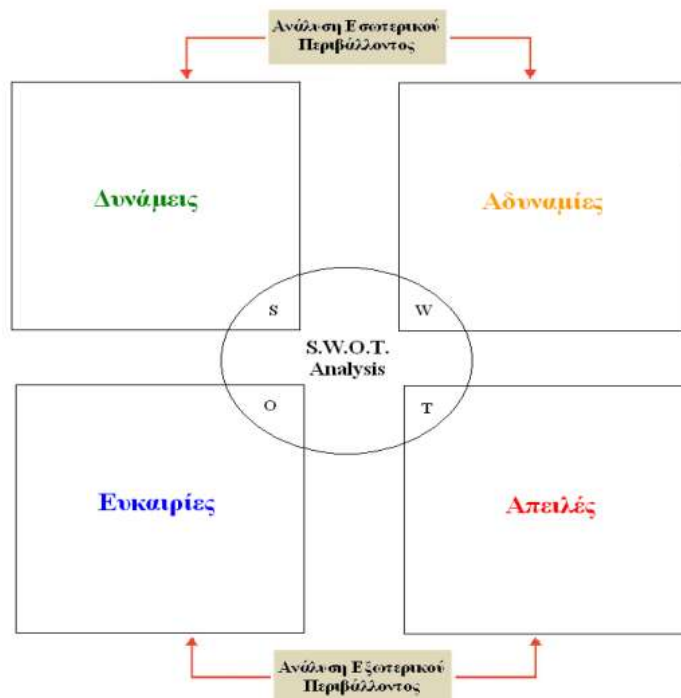 Ανάλυση Εσωτερικού
Περιβάλλοντος
Δυνάμεις
Αδυναμίες
S
W
S.W.O.T.
Analysis
O
T
Ευκαιρίες
Απειλές
Ανάλυση Εξωτερικού
Περιβάλλοντος